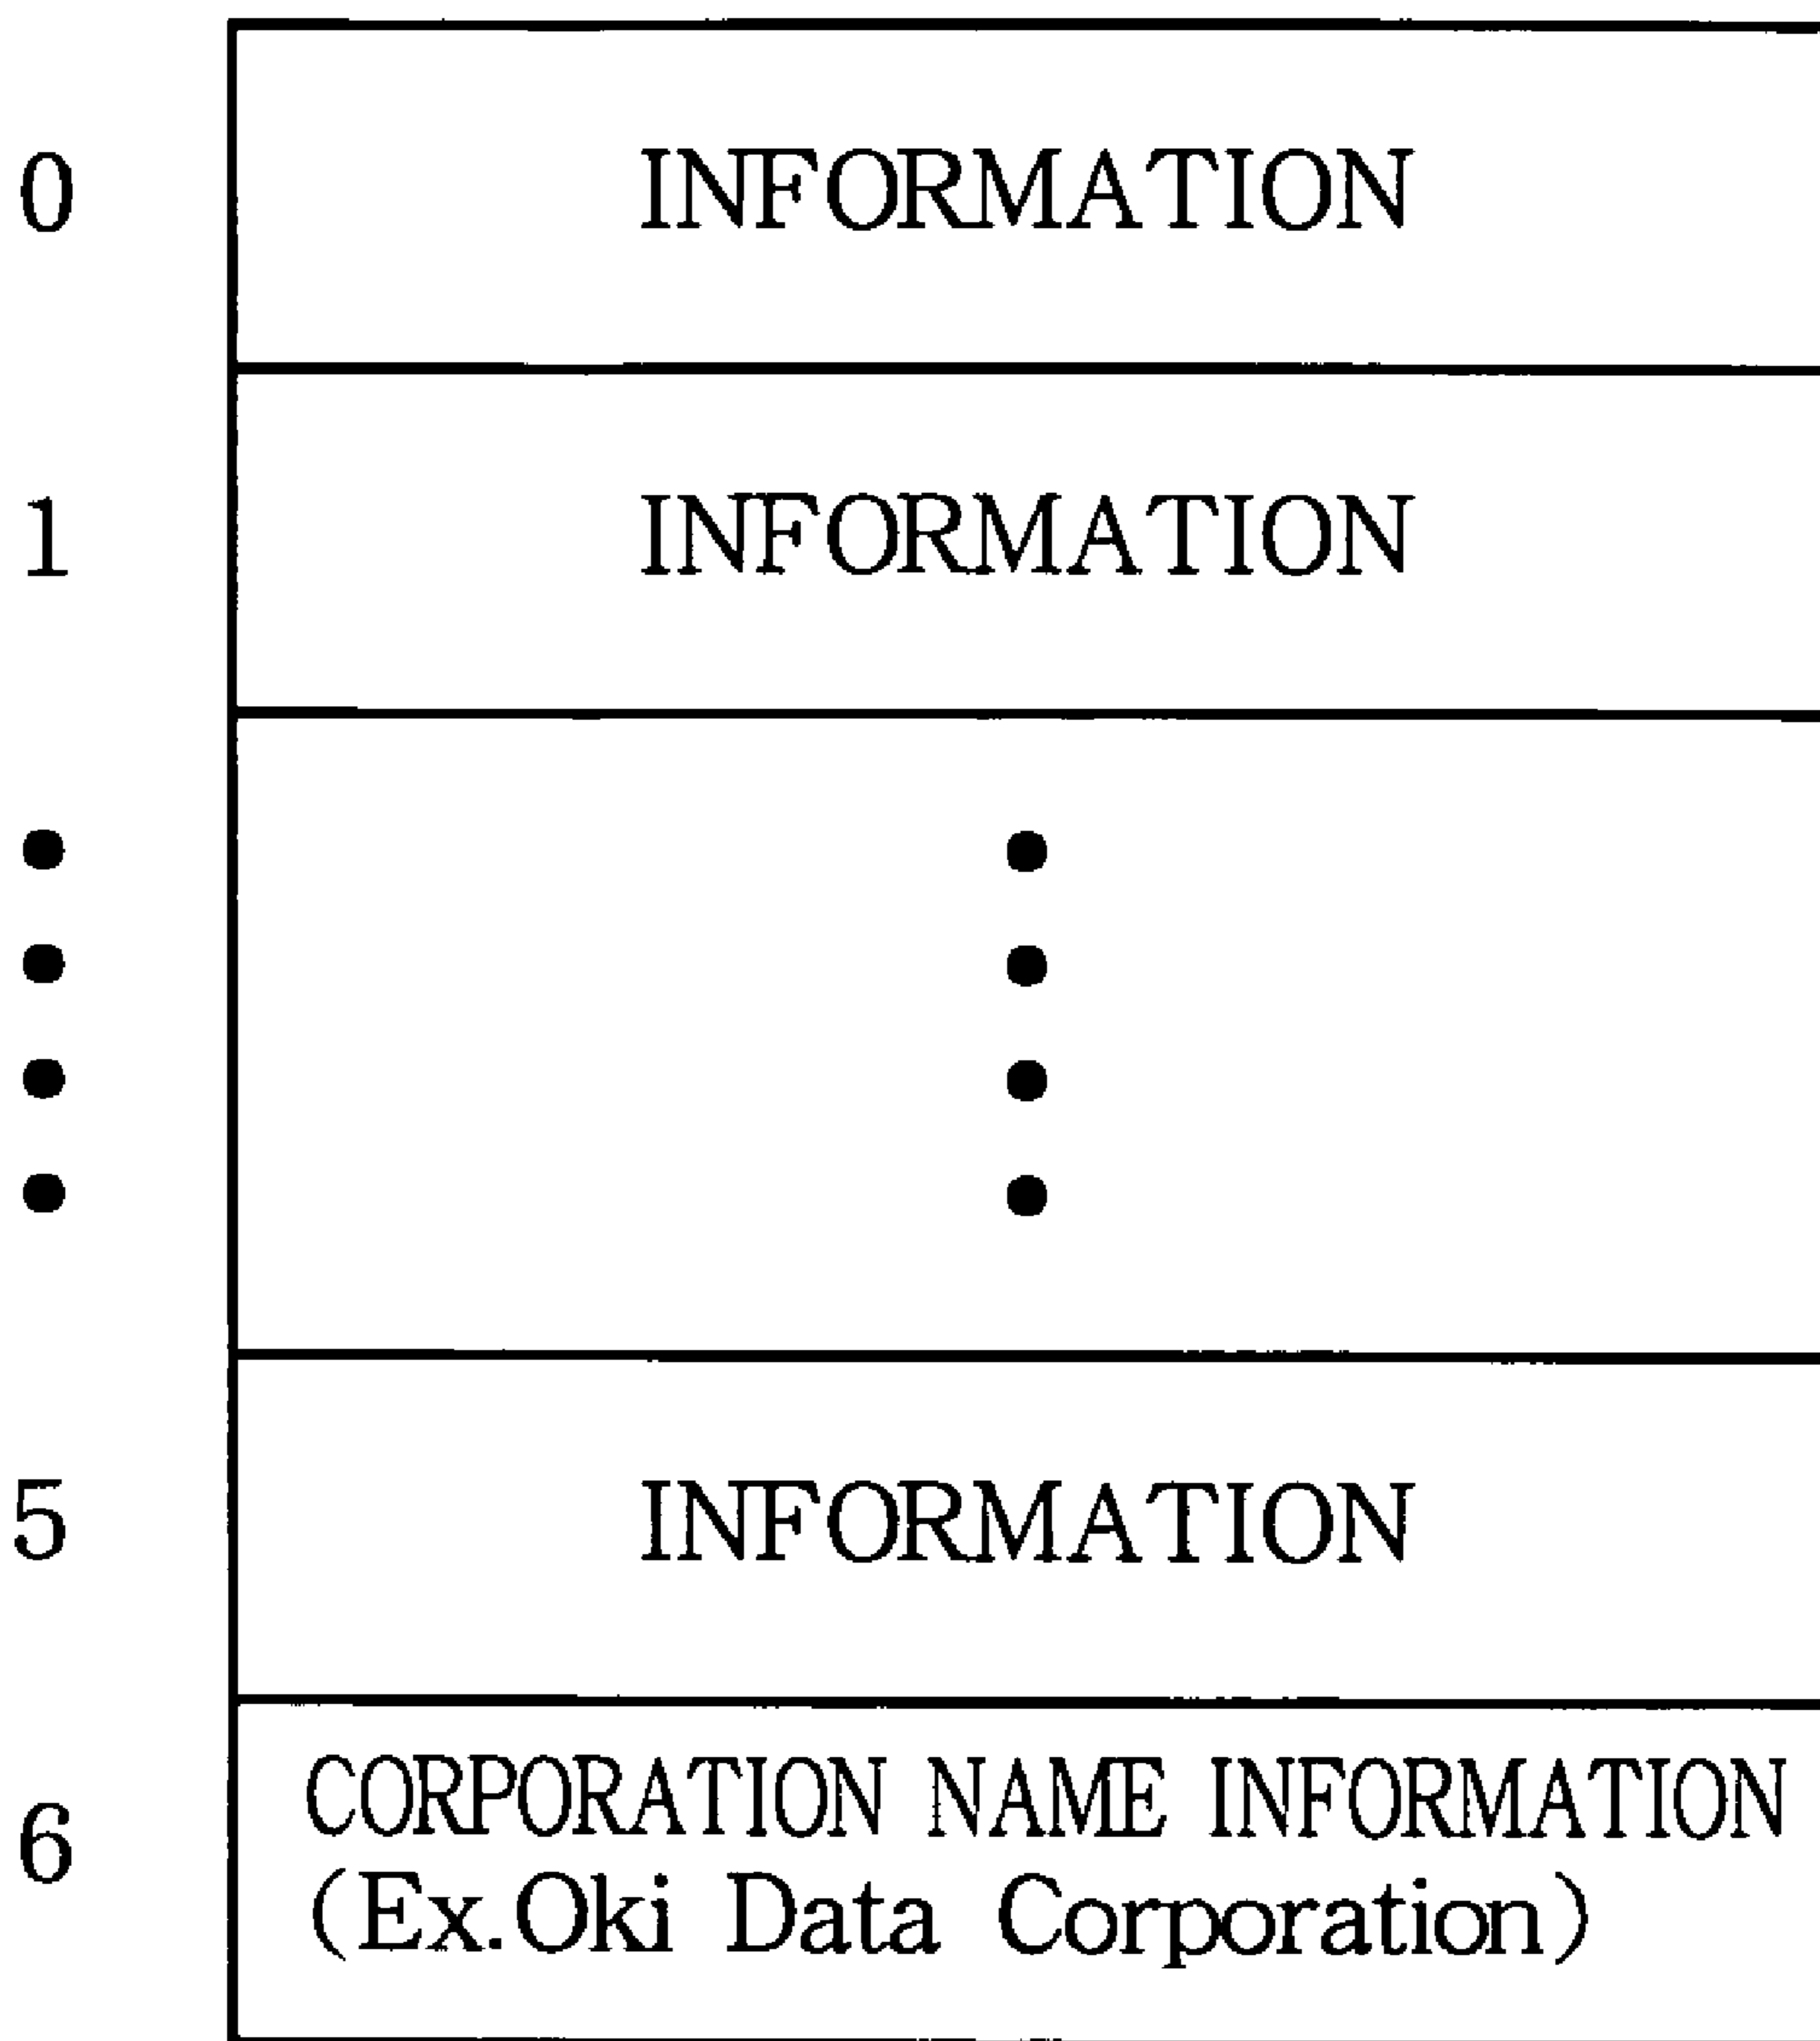 0 INFORMATION
1 INFORMATION
5 INFORMATION
6 CORPORATION NAME INFORMATION
(Ex.Oki Data Corporation)